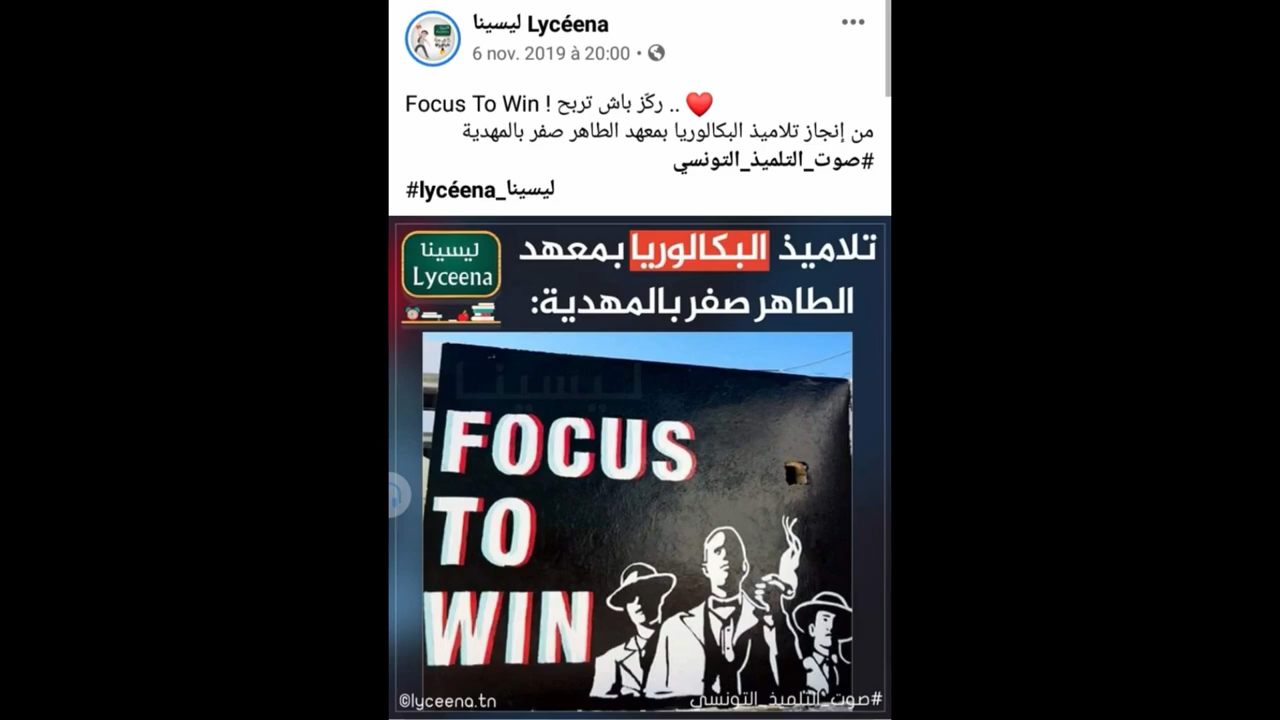 ليسينا Lycéena
6 nov. 2019 à 20:00
Focus To Win ! ركّز باش تربح .. ❤️
من إنجاز تلاميذ البكالوريا بمعهد الطاهر صفر بالمهدية
#صوت_التلميذ_التونسي
#lycéena_ليسينا
ليسينا
Lyceena
تلاميذ البكالوريا بمعهد
الطاهر صفر بالمهدية:
ليسينا
FOCUS
TO
WIN
©lyceena.tn
#صوت_التلميذ_التونسي